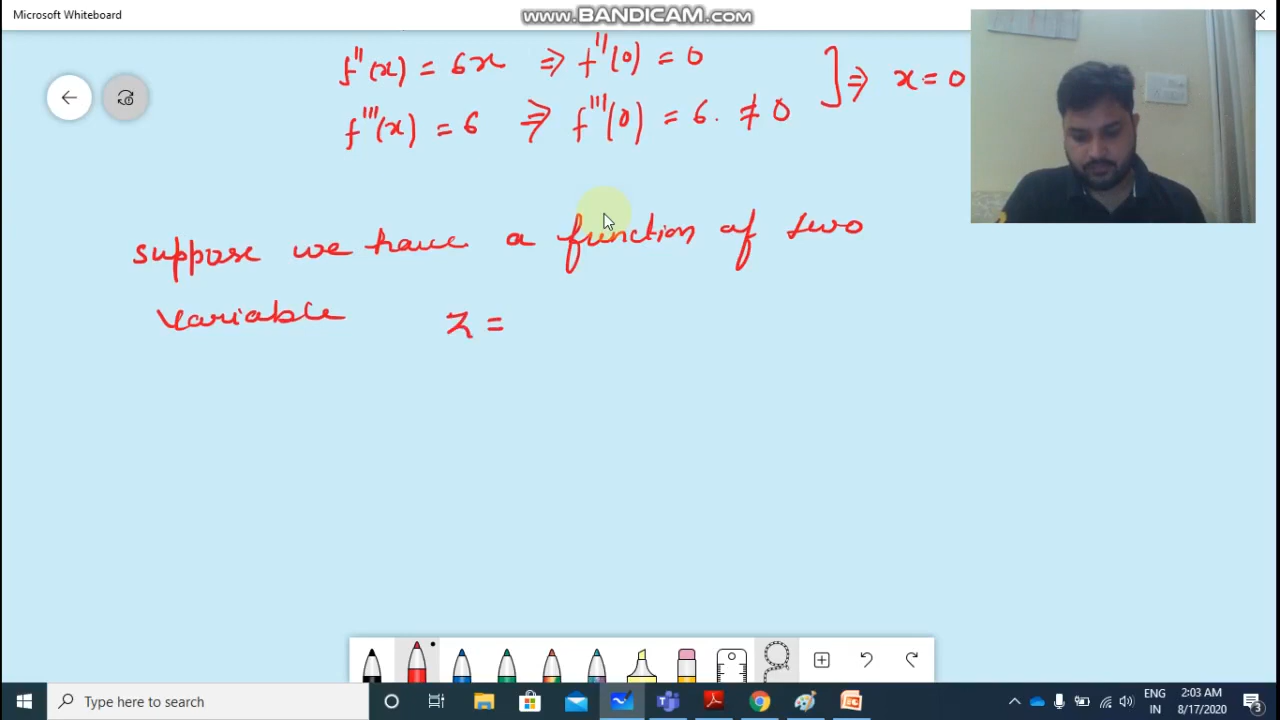 Microsoft Whiteboard
www.BANDICAM.com
f''(x) = 6x ⇒ f''(0) = 0
f'''(x) = 6 ⇒ f'''(0) = 6. ≠ 0 ] ⇒ x = 0
suppose we have a function of two
variable z =
Type here to search
ENG
IN
2:03 AM
8/17/2020
3